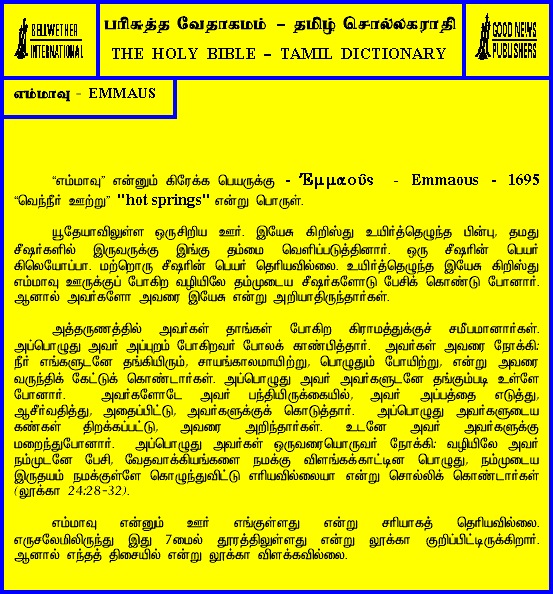 BELLWETHER
INTERNATIONAL
பரிசுத்த வேதாகமம் – தமிழ் சொல்லகராதி
THE HOLY BIBLE – TAMIL DICTIONARY
GOOD NEWS
PUBLISHERS
எம்மாவு - EMMAUS
“எம்மாவு” என்னும் கிரேக்க பெயருக்கு - Ἐμμαοῦς - Emmaous - 1695
“வெந்நீர் ஊற்று” "hot springs" என்று பொருள்.
யூதேயாவிலுள்ள ஒருசிறிய ஊர். இயேசு கிறிஸ்து உயிர்த்தெழுந்த பின்பு, தமது
சீஷர்களில் இருவருக்கு இங்கு தம்மை வெளிப்படுத்தினார். ஒரு சீஷரின் பெயர்
கிலெயோப்பா. மற்றொரு சீஷரின் பெயர் தெரியவில்லை. உயிர்த்தெழுந்த இயேசு கிறிஸ்து
எம்மாவு ஊருக்குப் போகிற வழியிலே தம்முடைய சீஷர்களோடு பேசிக் கொண்டு போனார்.
ஆனால் அவர்களோ அவரை இயேசு என்று அறியாதிருந்தார்கள்.
அத்தருணத்தில் அவர்கள் தாங்கள் போகிற கிராமத்துக்குச் சமீபமானார்கள்.
அப்பொழுது அவர் அப்புறம் போகிறவர் போலக் காண்பித்தார். அவர்கள் அவரை நோக்கி;
நீர் எங்களுடனே தங்கியிரும், சாயங்காலமாயிற்று, பொழுதும் போயிற்று, என்று அவரை
வருந்திக் கேட்டுக் கொண்டார்கள். அப்பொழுது அவர் அவர்களுடனே தங்கும்படி உள்ளே
போனார். அவர்களோடே அவர் பந்தியிருக்கையில், அவர் அப்பத்தை எடுத்து,
ஆசீர்வதித்து, அதைப்பிட்டு, அவர்களுக்குக் கொடுத்தார். அப்பொழுது அவர்களுடைய
கண்கள் திறக்கப்பட்டு, அவரை அறிந்தார்கள். உடனே அவர் அவர்களுக்கு
மறைந்துபோனார். அப்பொழுது அவர்கள் ஒருவரையொருவர் நோக்கி; வழியிலே அவர்
நம்முடனே பேசி, வேதவாக்கியங்களை நமக்கு விளங்கக்காட்டின பொழுது, நம்முடைய
இருதயம் நமக்குள்ளே கொழுந்துவிட்டு எரியவில்லையா என்று சொல்லிக் கொண்டார்கள்
(லூக்கா 24:28-32).
எம்மாவு என்னும் ஊர் எங்குள்ளது என்று சரியாகத் தெரியவில்லை.
எருசலேமிலிருந்து இது 7மைல் தூரத்திலுள்ளது என்று லூக்கா குறிப்பிட்டிருக்கிறார்.
ஆனால் எந்தத் திசையில் என்று லூக்கா விளக்கவில்லை.